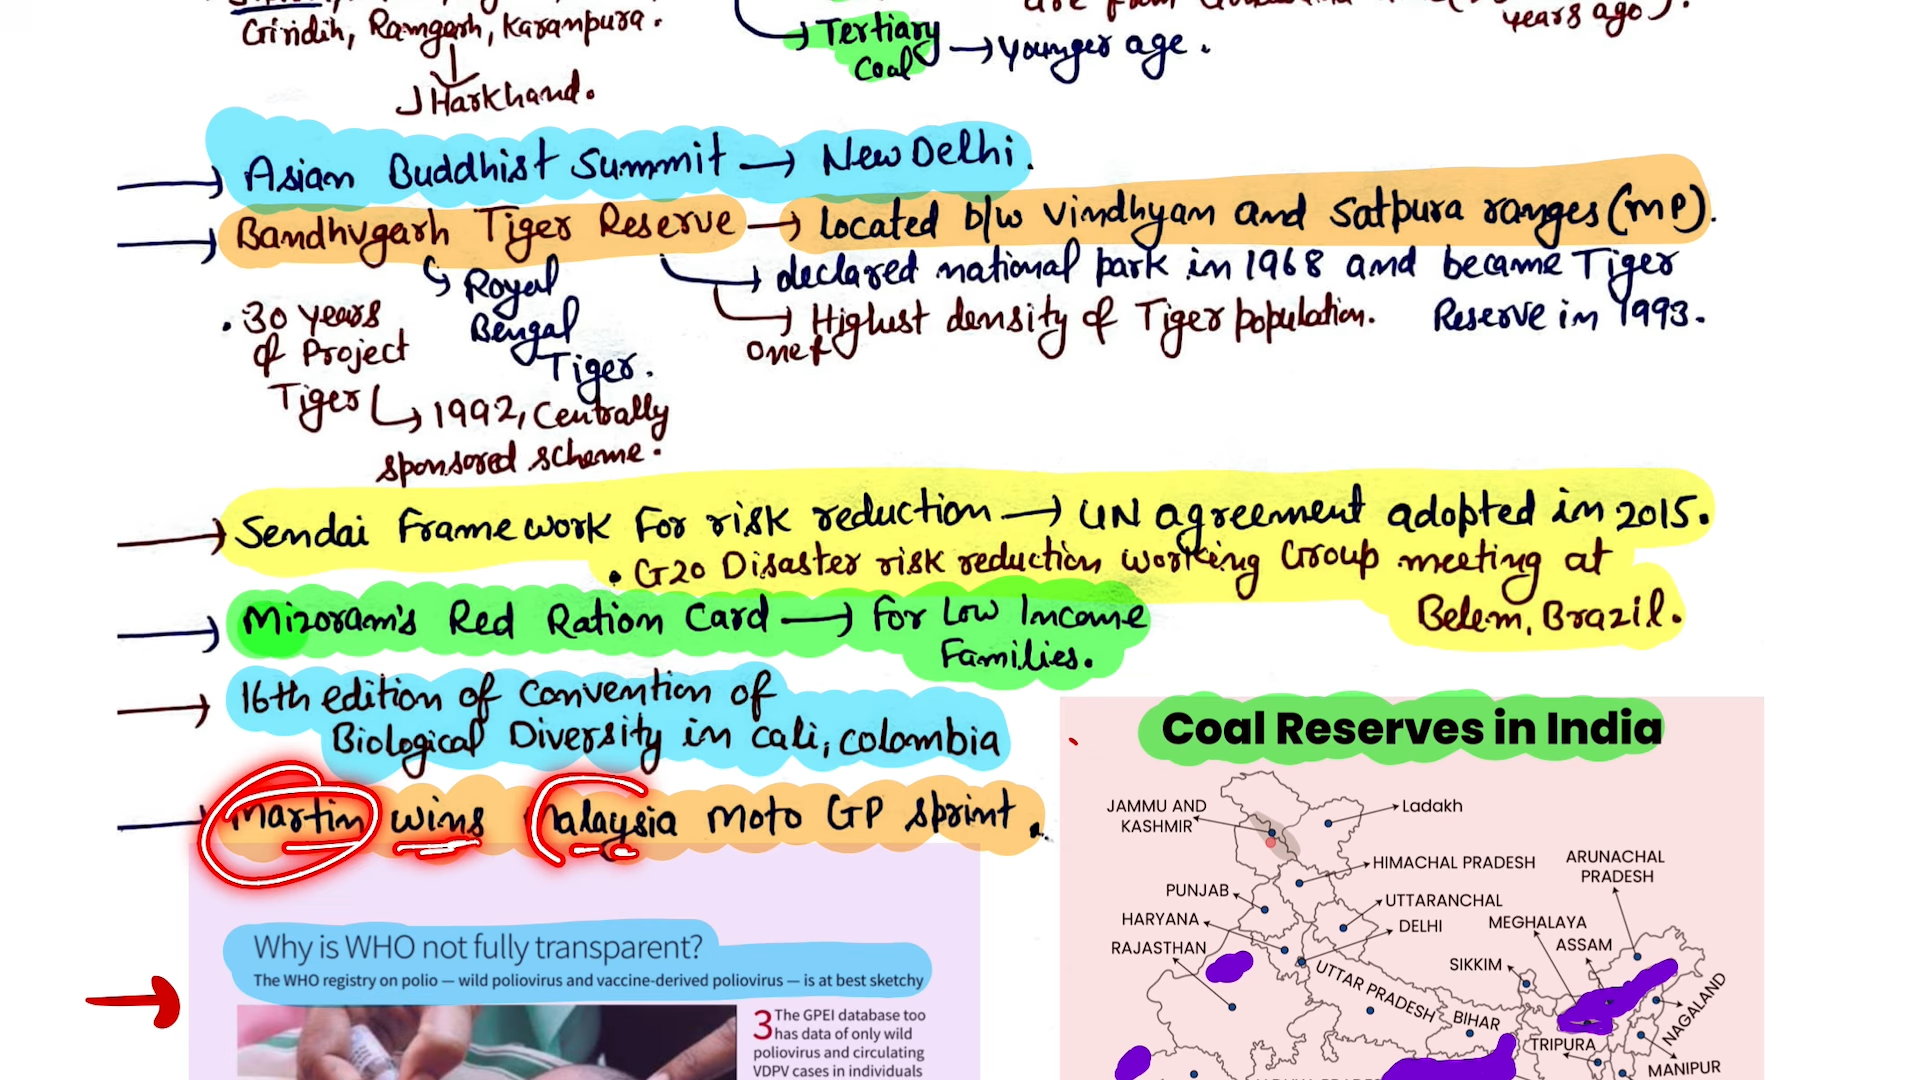 Giridih, Ramgarh, Karanpura.
JHarkhand.
years ago).
Tertiary Coal → Younger age.
Asian Buddhist Summit → New Delhi.
Bandhvgarh Tiger Reserve → located b/w Vindhyan and Satpura ranges (MP).
Royal Bengal Tiger.
declared national park in 1968 and became Tiger Reserve in 1993.
One of Highest density of Tiger population.
• 30 years of Project Tiger
1992, Centrally sponsored scheme.
Sendai Framework For risk reduction → UN agreement adopted in 2015.
• G20 Disaster risk reduction working Group meeting at Belem, Brazil.
Mizoram's Red Ration Card → For Low Income Families.
16th edition of Convention of Biological Diversity in cali, colombia
Martin wins Malaysia Moto GP sprint.
Why is WHO not fully transparent?
The WHO registry on polio — wild poliovirus and vaccine-derived poliovirus — is at best sketchy
3 The GPEI database too
has data of only wild
poliovirus and circulating
VDPV cases in individuals
Coal Reserves in India
JAMMU AND KASHMIR
Ladakh
HIMACHAL PRADESH
ARUNACHAL PRADESH
PUNJAB
UTTARANCHAL
HARYANA
DELHI
MEGHALAYA
RAJASTHAN
ASSAM
SIKKIM
UTTAR PRADESH
BIHAR
NAGALAND
TRIPURA
MANIPUR